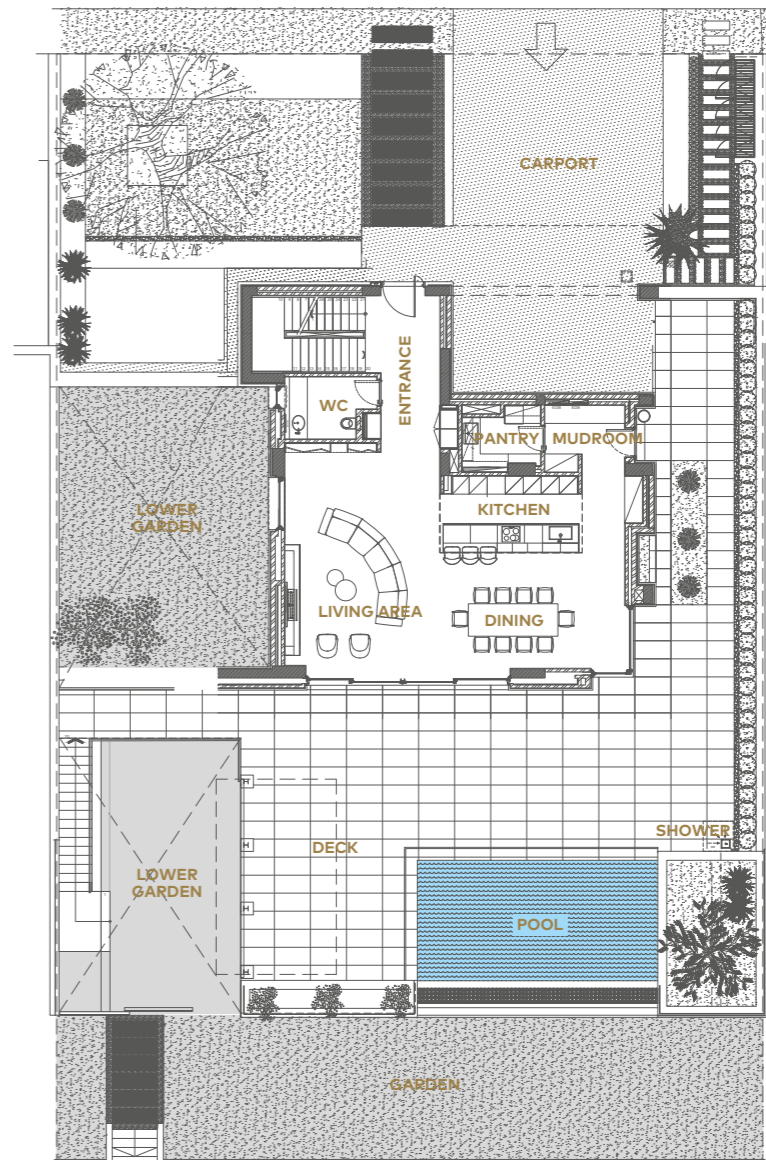 CARPORT
ENTRANCE
WC
PANTRY
MUDROOM
KITCHEN
LOWER
GARDEN
LIVING AREA
DINING
SHOWER
DECK
LOWER
GARDEN
POOL
GARDEN